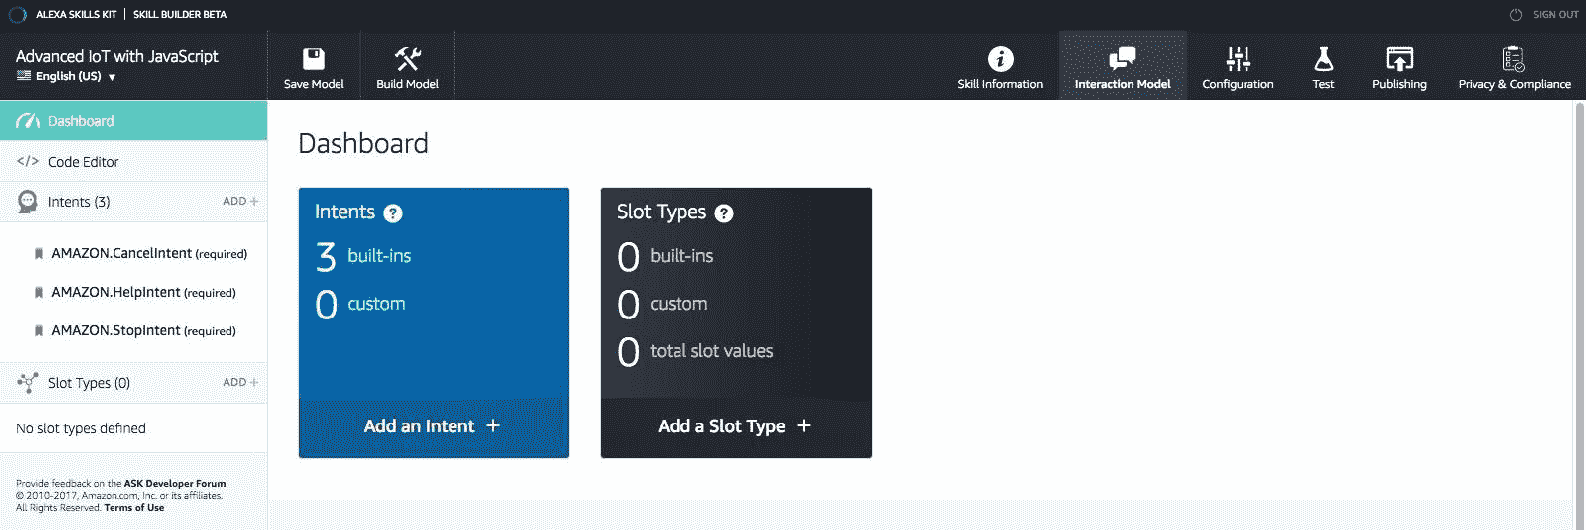 ALEXA SKILLS KIT | SKILL BUILDER BETA
SIGN OUT
Advanced IoT with JavaScript
English (US)
Save Model
Build Model
Skill Information
Interaction Model
Configuration
Test
Publishing
Privacy & Compliance
Dashboard
</> Code Editor
Intents (3) ADD +
AMAZON.CancelIntent (required)
AMAZON.HelpIntent (required)
AMAZON.StopIntent (required)
Slot Types (0) ADD +
No slot types defined
Provide feedback on the ASK Developer Forum
© 2010-2017, Amazon.com, Inc. or its affiliates.
All Rights Reserved. Terms of Use
Dashboard
Intents ?
3 built-ins
0 custom
Add an Intent +
Slot Types ?
0 built-ins
0 custom
0 total slot values
Add a Slot Type +